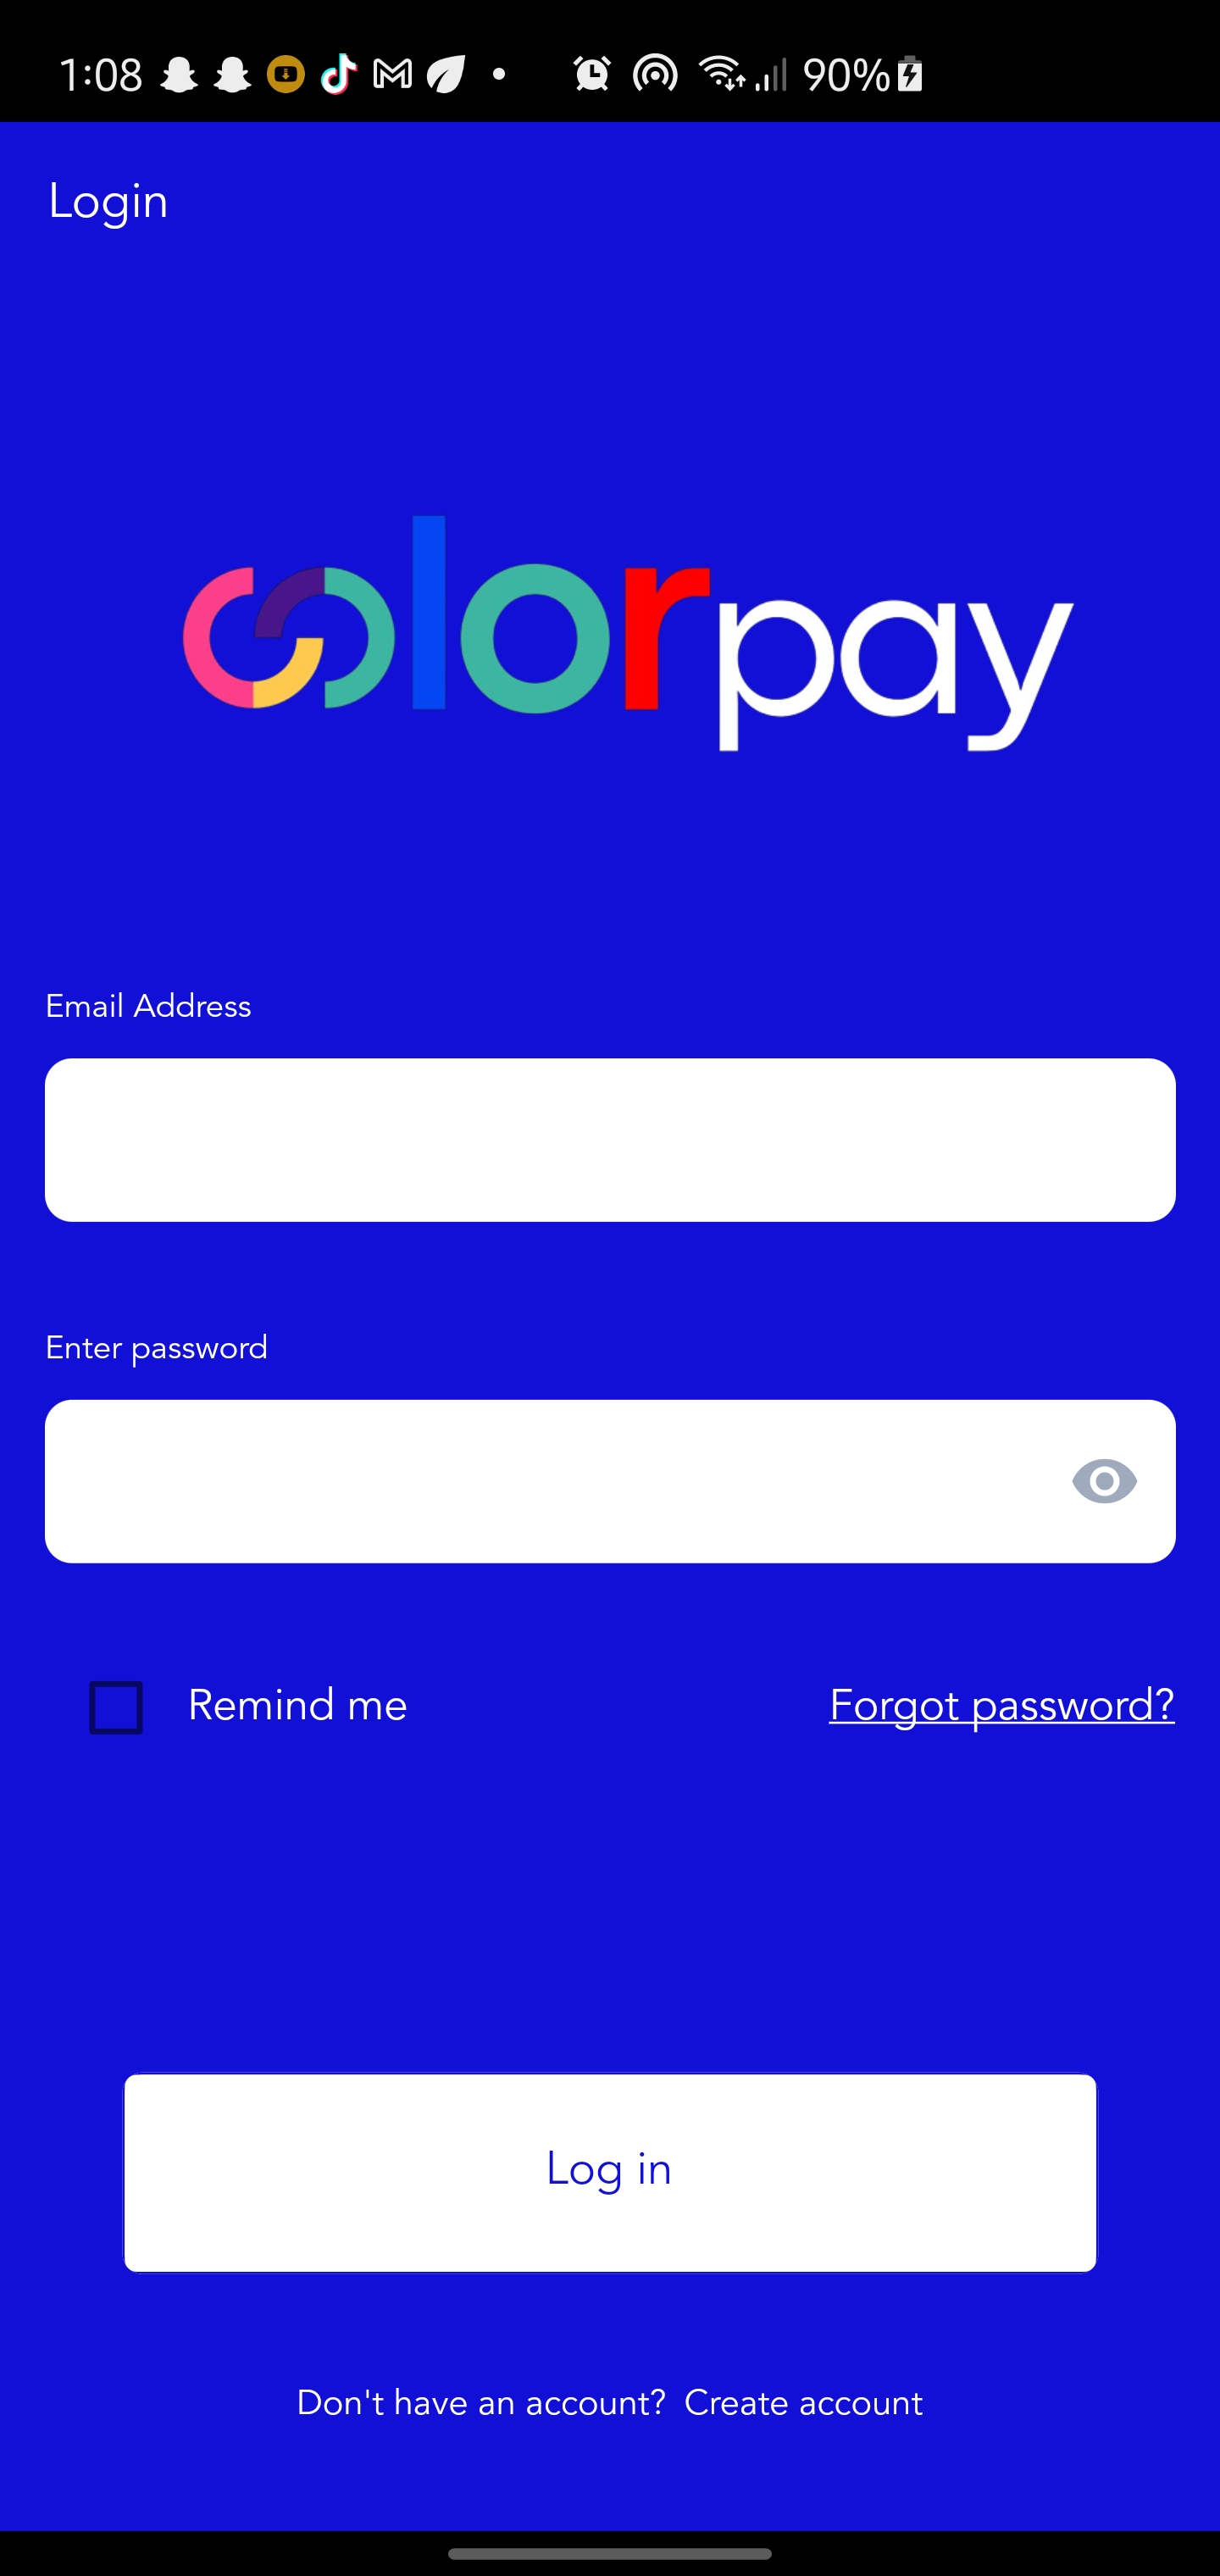 1:08 90%
Login
colorpay
Email Address
Enter password
Remind me Forgot password?
Log in
Don't have an account? Create account